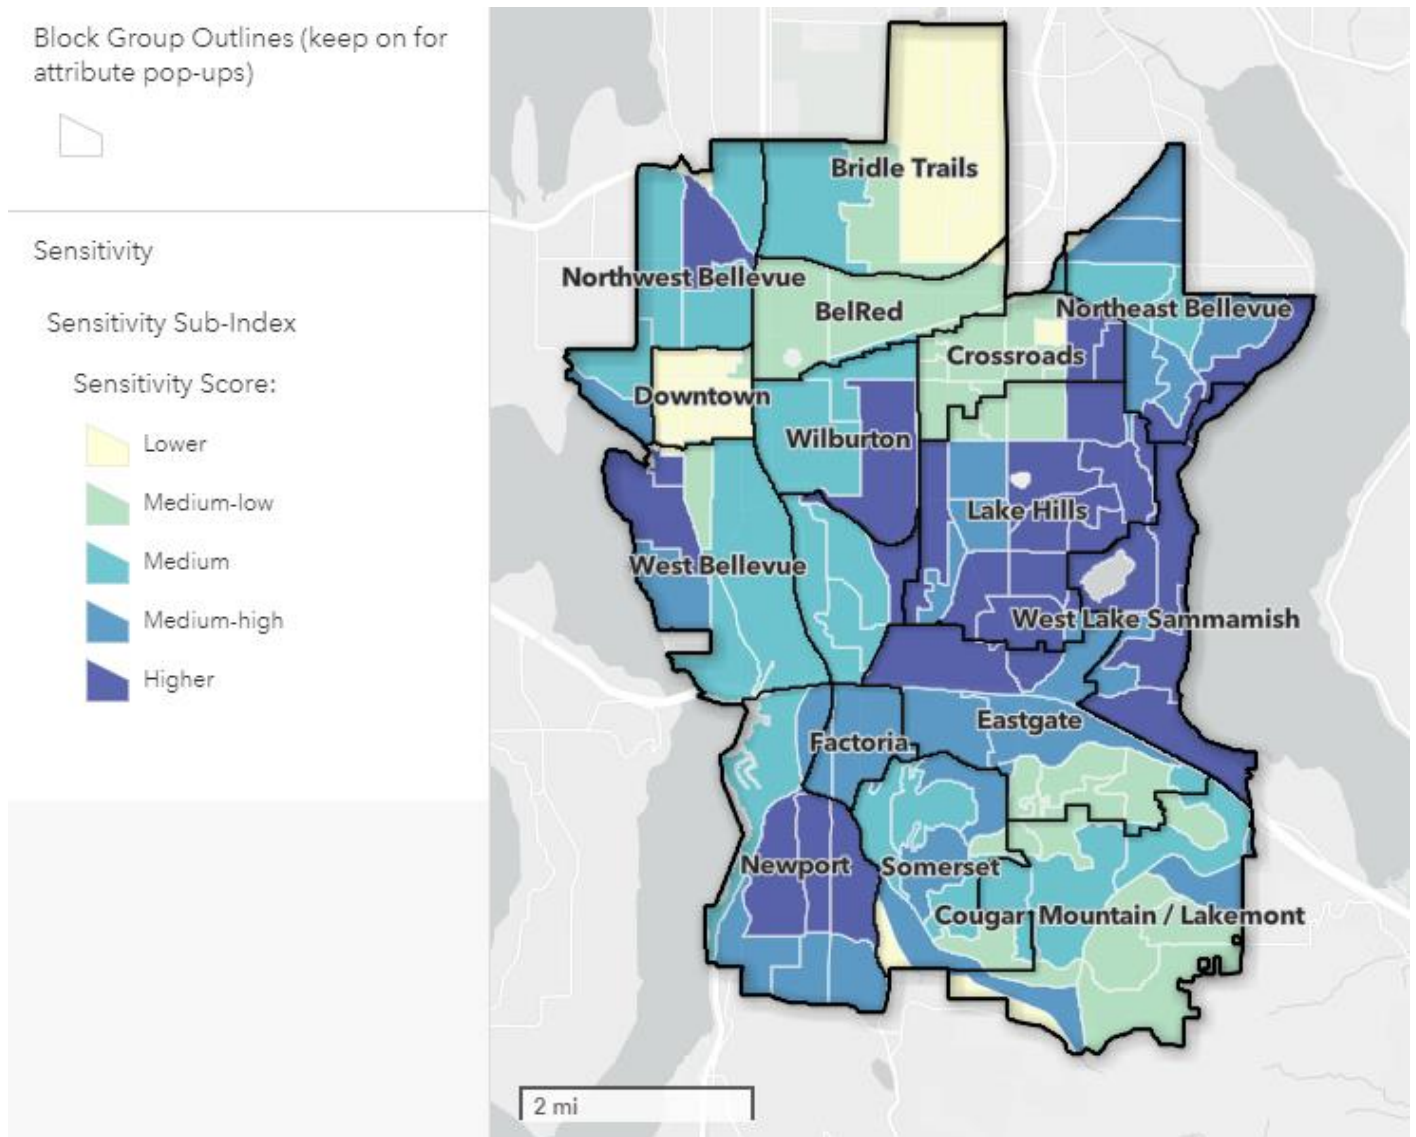 Block Group Outlines (keep on for
attribute pop-ups)
Sensitivity
Sensitivity Sub-Index
Sensitivity Score:
Lower
Medium-low
Medium
Medium-high
Higher
Bridle Trails
Northwest Bellevue
BelRed
Northeast Bellevue
Crossroads
Downtown
Wilburton
Lake Hills
West Bellevue
West Lake Sammamish
Eastgate
Factoria
Newport
Somerset
Cougar Mountain / Lakemont
2 mi